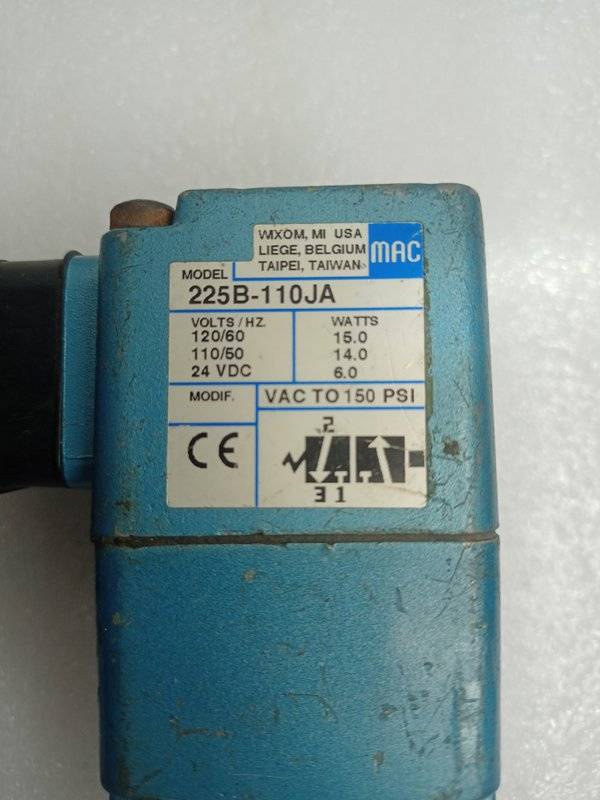 WIXOM, MI USA
LIEGE, BELGIUM
TAIPEI, TAIWAN
MAC
MODEL
225B-110JA
VOLTS/HZ. WATTS
120/60 15.0
110/50 14.0
24 VDC 6.0
MODIF. VAC TO 150 PSI
CE
2
3 1